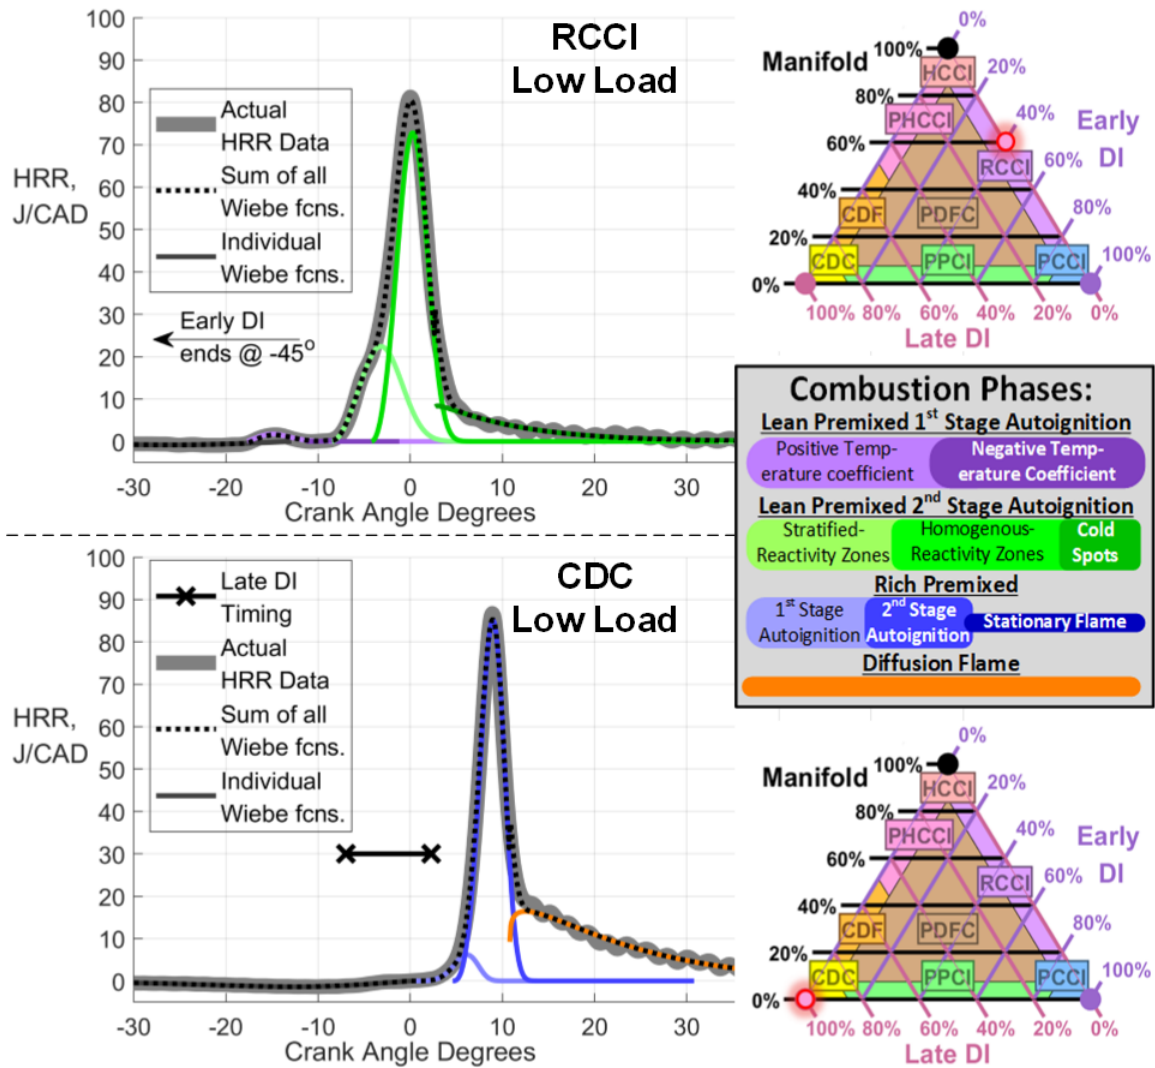 RCCI
Low Load
100
90
80
70
60
50
40
30
20
10
0
HRR,
J/CAD
Actual
HRR Data
Sum of all
Wiebe fcns.
Individual
Wiebe fcns.
Early DI
ends @ -45°
-30
-20
-10
0
10
20
30
Crank Angle Degrees
Manifold
100%
80%
60%
40%
20%
0%
0%
20%
40%
60%
80%
100%
Early
DI
HCCI
PHCCI
RCCI
CDF
PDFC
CDC
PPCI
PCCI
100%
80%
60%
40%
20%
0%
Late DI
Combustion Phases:
Lean Premixed 1st Stage Autoignition
Positive Temp-
erature coefficient
Negative Temp-
erature Coefficient
Lean Premixed 2nd Stage Autoignition
Stratified-
Reactivity Zones
Homogenous-
Reactivity Zones
Cold
Spots
Rich Premixed
1st Stage
Autoignition
2nd Stage
Autoignition
Stationary Flame
Diffusion Flame
CDC
Low Load
100
90
80
70
60
50
40
30
20
10
0
HRR,
J/CAD
Late DI
Timing
Actual
HRR Data
Sum of all
Wiebe fcns.
Individual
Wiebe fcns.
-30
-20
-10
0
10
20
30
Crank Angle Degrees
Manifold
100%
80%
60%
40%
20%
0%
0%
20%
40%
60%
80%
100%
Early
DI
HCCI
PHCCI
RCCI
CDF
PDFC
CDC
PPCI
PCCI
100%
80%
60%
40%
20%
0%
Late DI